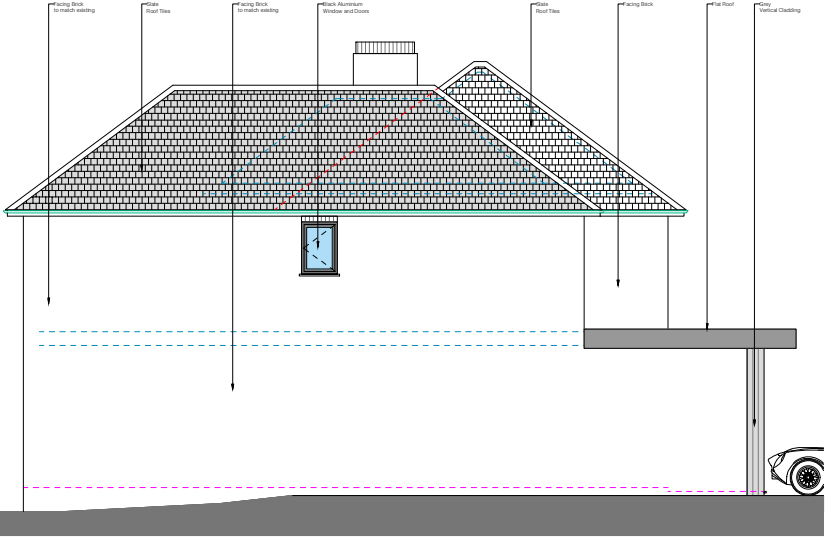 Facing Brick
to match existing
Slate
Roof Tiles
Facing Brick
to match existing
Black Aluminium
Window and Doors
Slate
Roof Tiles
Facing Brick
Flat Roof
Grey
Vertical Cladding